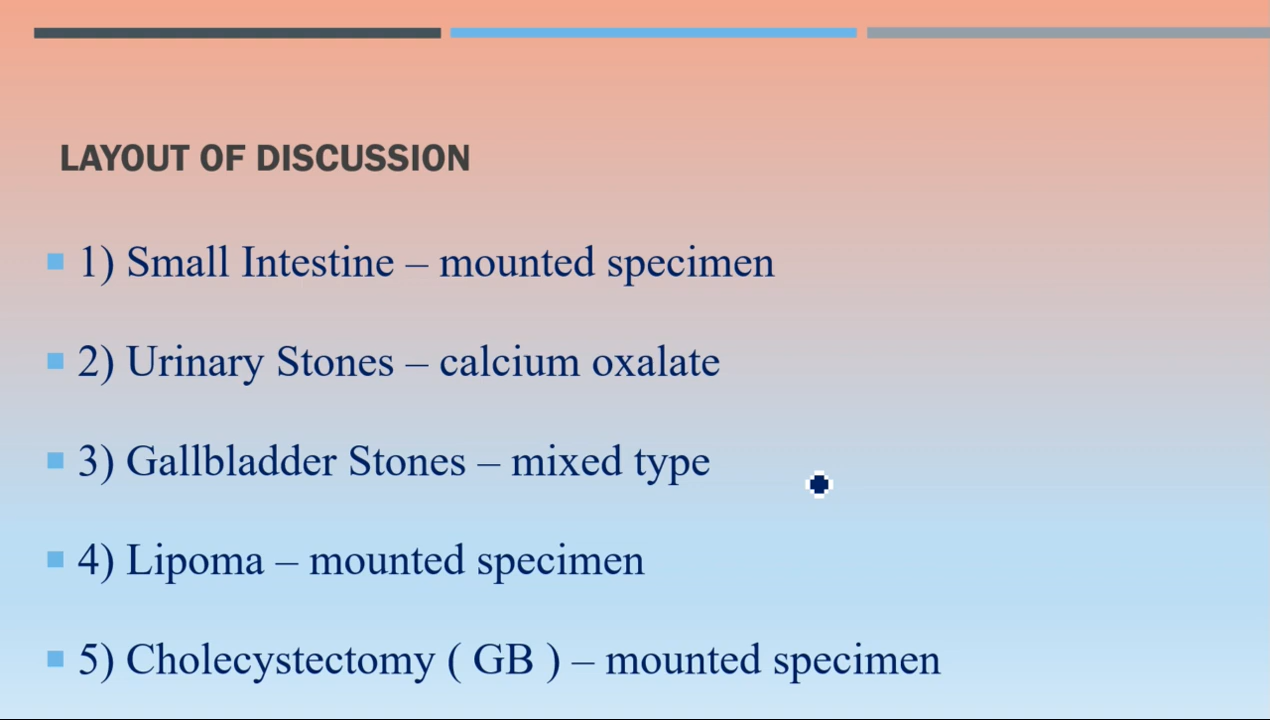 LAYOUT OF DISCUSSION
1) Small Intestine – mounted specimen
2) Urinary Stones – calcium oxalate
3) Gallbladder Stones – mixed type
4) Lipoma – mounted specimen
5) Cholecystectomy ( GB ) – mounted specimen